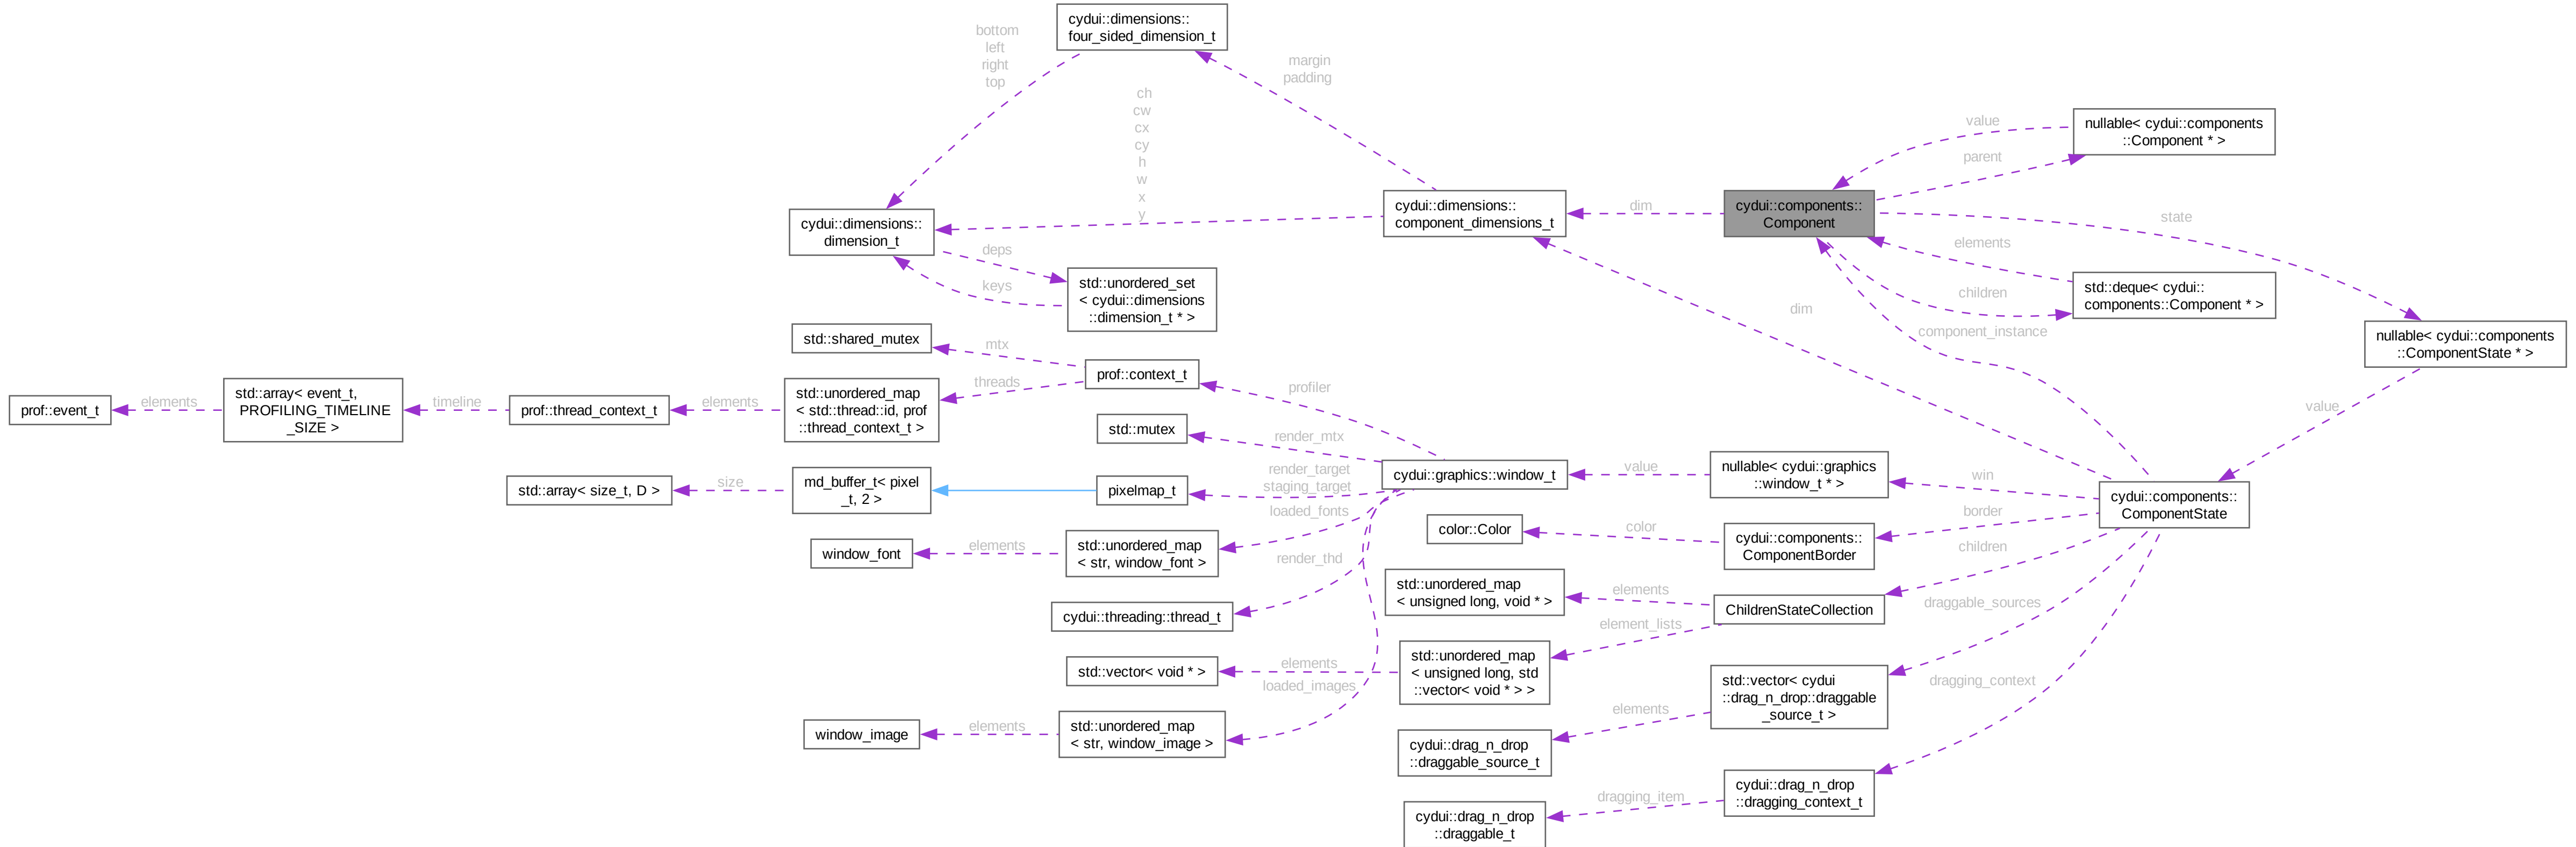 cydui::dimensions::
four_sided_dimension_t
bottom
left
right
top
margin
padding
ch
cw
cx
cy
h
w
x
y
nullable< cydui::components
::Component * >
value
parent
cydui::dimensions::
component_dimensions_t
dim
cydui::components::
Component
state
cydui::dimensions::
dimension_t
deps
keys
elements
children
std::deque< cydui::
components::Component * >
std::unordered_set
< cydui::dimensions
::dimension_t * >
dim
component_instance
nullable< cydui::components
::ComponentState * >
std::shared_mutex
mtx
prof::context_t
threads
profiler
prof::event_t
elements
std::array< event_t,
PROFILING_TIMELINE
_SIZE >
timeline
prof::thread_context_t
elements
std::unordered_map
< std::thread::id, prof
::thread_context_t >
value
std::mutex
render_mtx
cydui::graphics::window_t
value
nullable< cydui::graphics
::window_t * >
win
cydui::components::
ComponentState
render_target
staging_target
std::array< size_t, D >
size
md_buffer_t< pixel
_t, 2 >
pixelmap_t
loaded_fonts
color::Color
color
cydui::components::
ComponentBorder
border
window_font
elements
std::unordered_map
< str, window_font >
render_thd
children
std::unordered_map
< unsigned long, void * >
elements
ChildrenStateCollection
draggable_sources
cydui::threading::thread_t
element_lists
std::vector< void * >
elements
std::unordered_map
< unsigned long, std
::vector< void * > >
loaded_images
dragging_context
std::vector< cydui
::drag_n_drop::draggable
_source_t >
elements
window_image
elements
std::unordered_map
< str, window_image >
cydui::drag_n_drop
::draggable_source_t
cydui::drag_n_drop
::dragging_context_t
dragging_item
cydui::drag_n_drop
::draggable_t